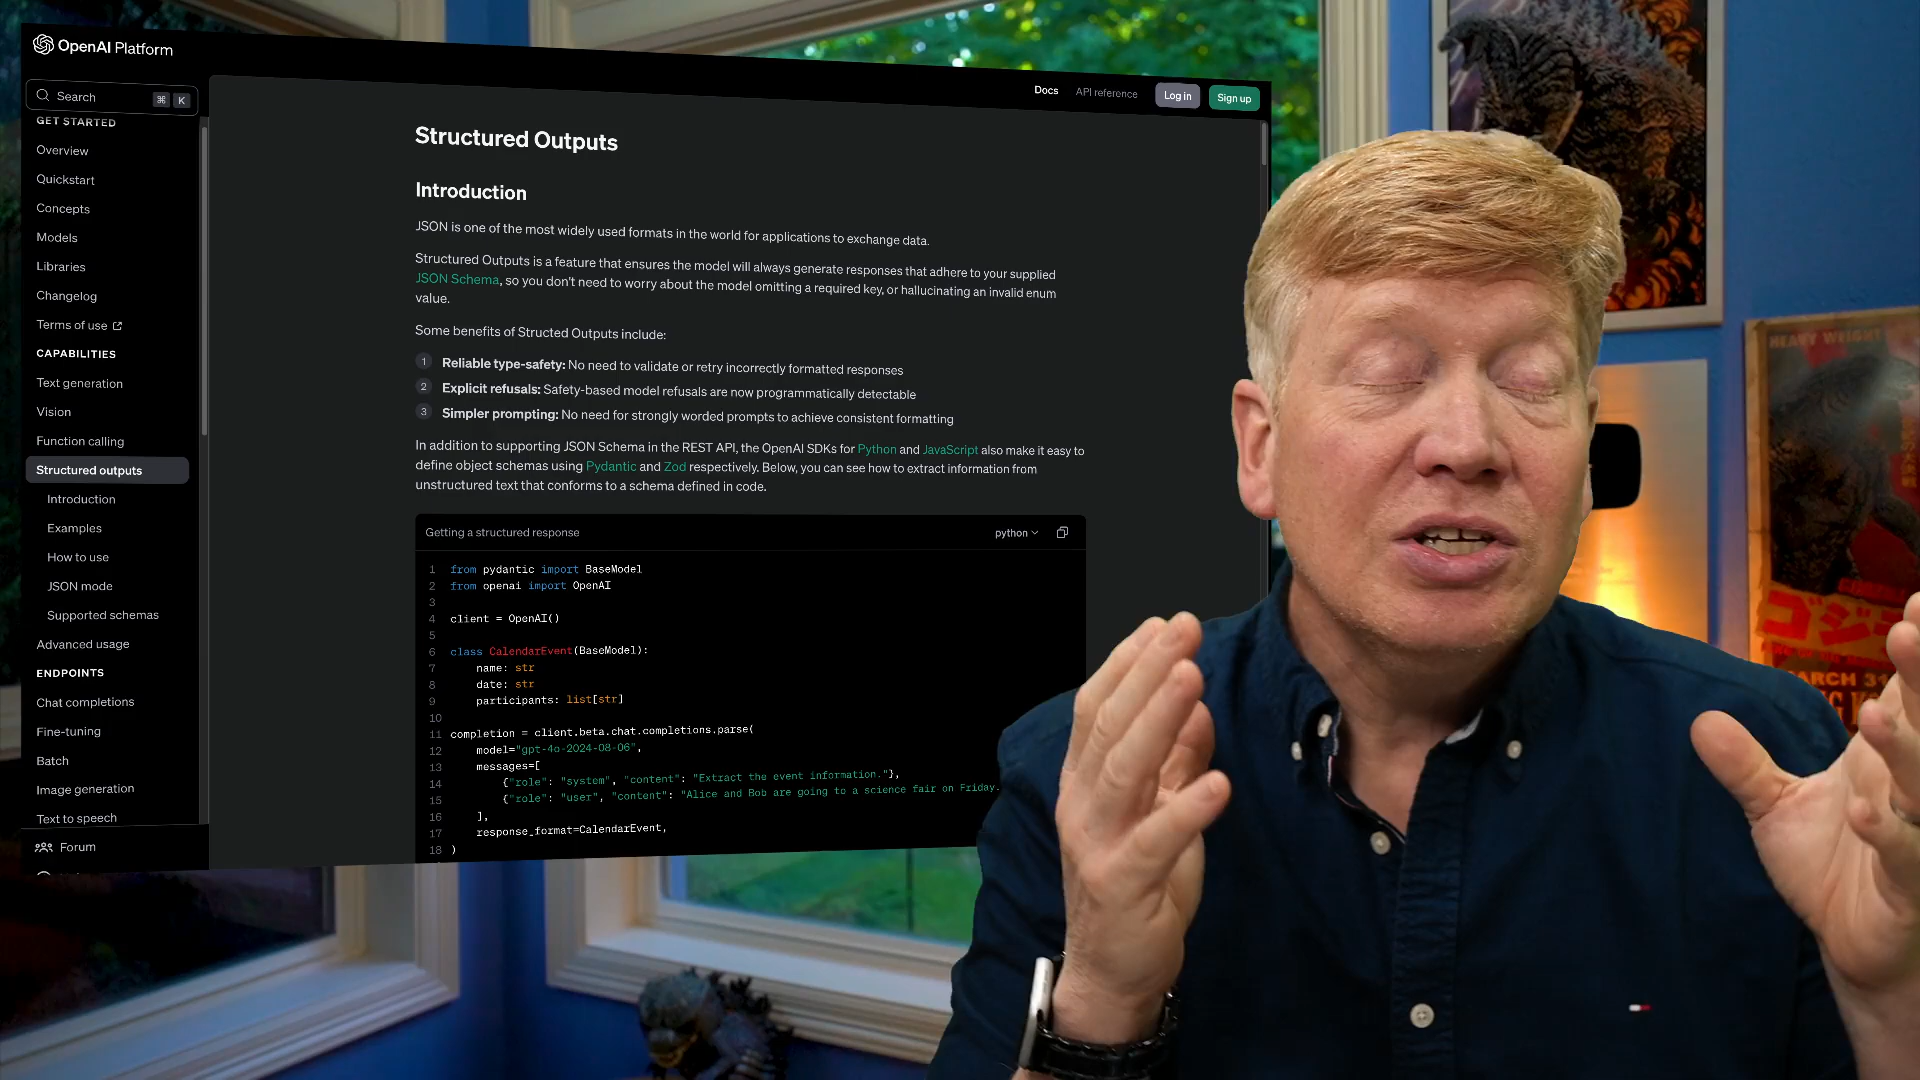 OpenAI Platform
Search ⌘ K
GET STARTED
Overview
Quickstart
Concepts
Models
Libraries
Changelog
Terms of use
CAPABILITIES
Text generation
Vision
Function calling
Structured outputs
Introduction
Examples
How to use
JSON mode
Supported schemas
Advanced usage
ENDPOINTS
Chat completions
Fine-tuning
Batch
Image generation
Text to speech
Forum
Docs API reference Log in Sign up
Structured Outputs
Introduction
JSON is one of the most widely used formats in the world for applications to exchange data.
Structured Outputs is a feature that ensures the model will always generate responses that adhere to your supplied
JSON Schema, so you don't need to worry about the model omitting a required key, or hallucinating an invalid enum
value.
Some benefits of Structed Outputs include:
1 Reliable type-safety: No need to validate or retry incorrectly formatted responses
2 Explicit refusals: Safety-based model refusals are now programmatically detectable
3 Simpler prompting: No need for strongly worded prompts to achieve consistent formatting
In addition to supporting JSON Schema in the REST API, the OpenAI SDKs for Python and JavaScript also make it easy to
define object schemas using Pydantic and Zod respectively. Below, you can see how to extract information from
unstructured text that conforms to a schema defined in code.
Getting a structured response python
1 from pydantic import BaseModel
2 from openai import OpenAI
3
4 client = OpenAI()
5
6 class CalendarEvent(BaseModel):
7 name: str
8 date: str
9 participants: list[str]
10
11 completion = client.beta.chat.completions.parse(
12 model="gpt-4o-2024-08-06",
13 messages=[
14 {"role": "system", "content": "Extract the event information."},
15 {"role": "user", "content": "Alice and Bob are going to a science fair on Friday.
16 ],
17 response_format=CalendarEvent,
18 )
HEAVY WEIGHT
ゴジラ
ARCH 31